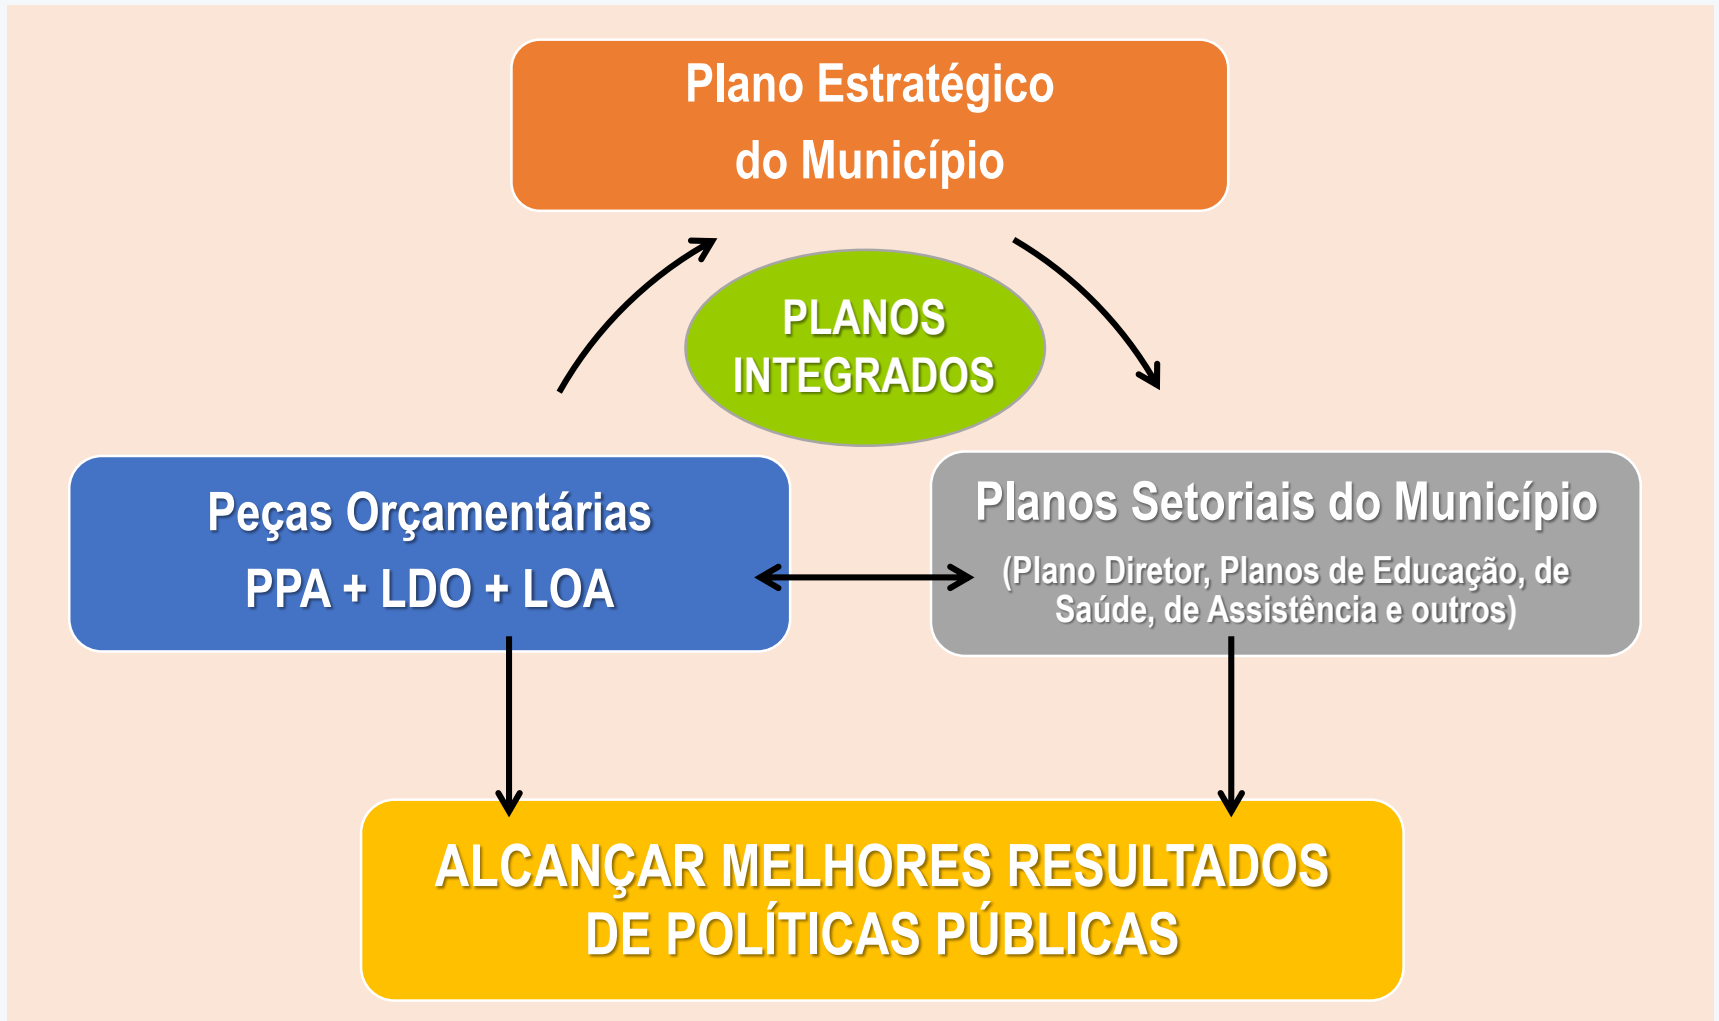 Plano Estratégico
do Município
PLANOS
INTEGRADOS
Peças Orçamentárias
PPA + LDO + LOA
Planos Setoriais do Município
(Plano Diretor, Planos de Educação, de
Saúde, de Assistência e outros)
ALCANÇAR MELHORES RESULTADOS
DE POLÍTICAS PÚBLICAS